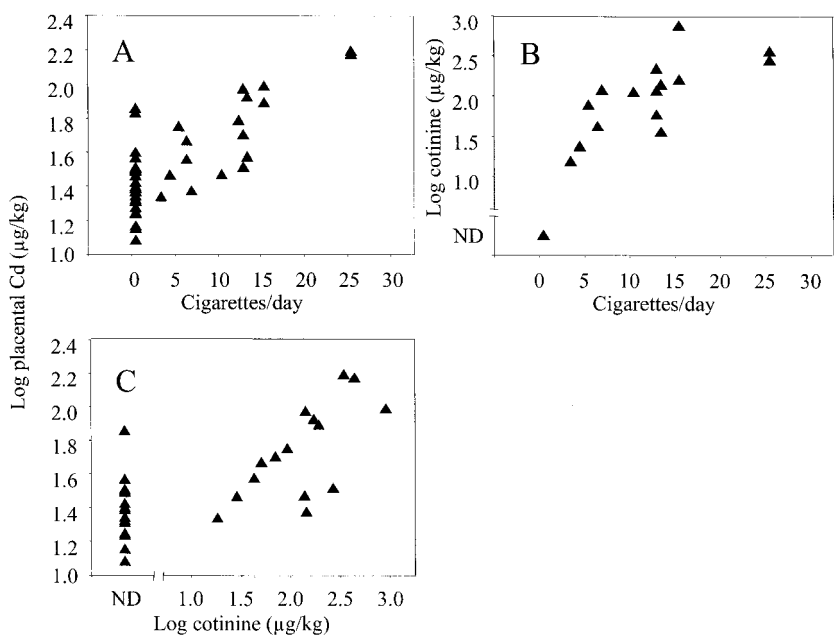 A
2.4
2.2
2.0
1.8
1.6
1.4
1.2
1.0
0 5 10 15 20 25 30
Cigarettes/day
Log placental Cd (µg/kg)
B
3.0
2.5
2.0
1.5
1.0
ND
0 5 10 15 20 25 30
Cigarettes/day
Log cotinine (µg/kg)
C
2.4
2.2
2.0
1.8
1.6
1.4
1.2
1.0
ND 1.0 1.5 2.0 2.5 3.0
Log cotinine (µg/kg)